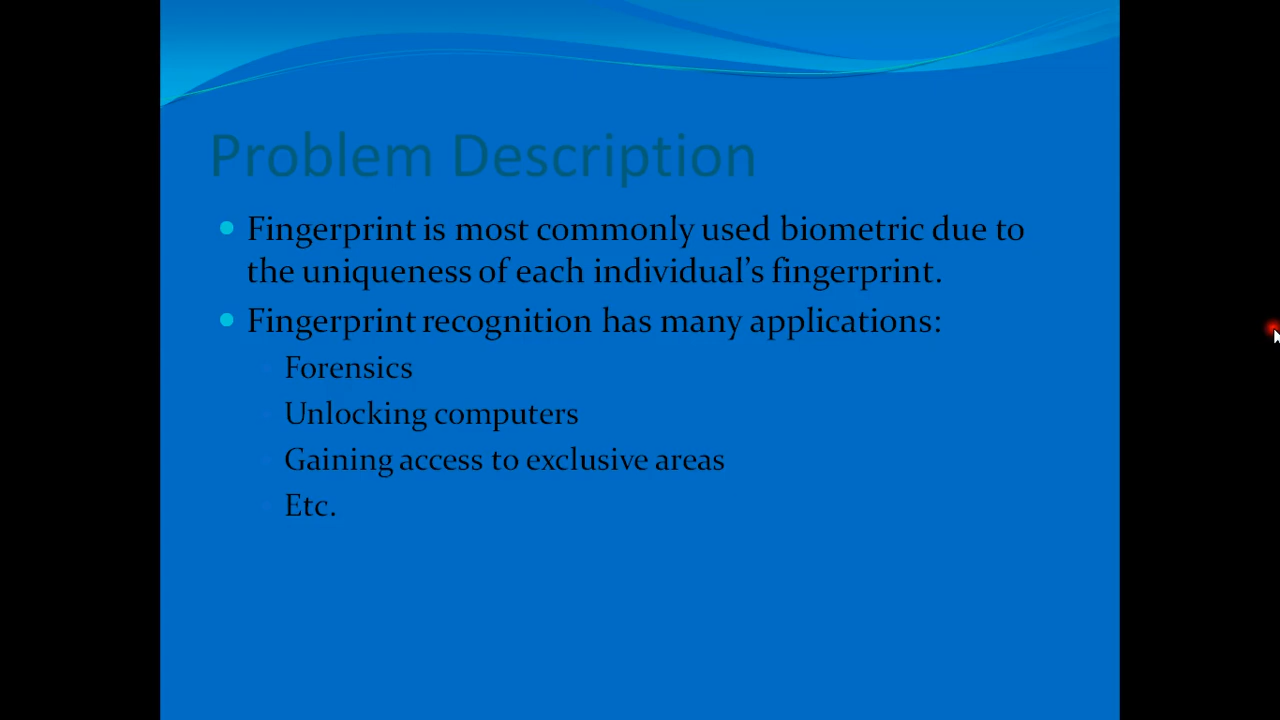 Problem Description
Fingerprint is most commonly used biometric due to
the uniqueness of each individual’s fingerprint.
Fingerprint recognition has many applications:
Forensics
Unlocking computers
Gaining access to exclusive areas
Etc.